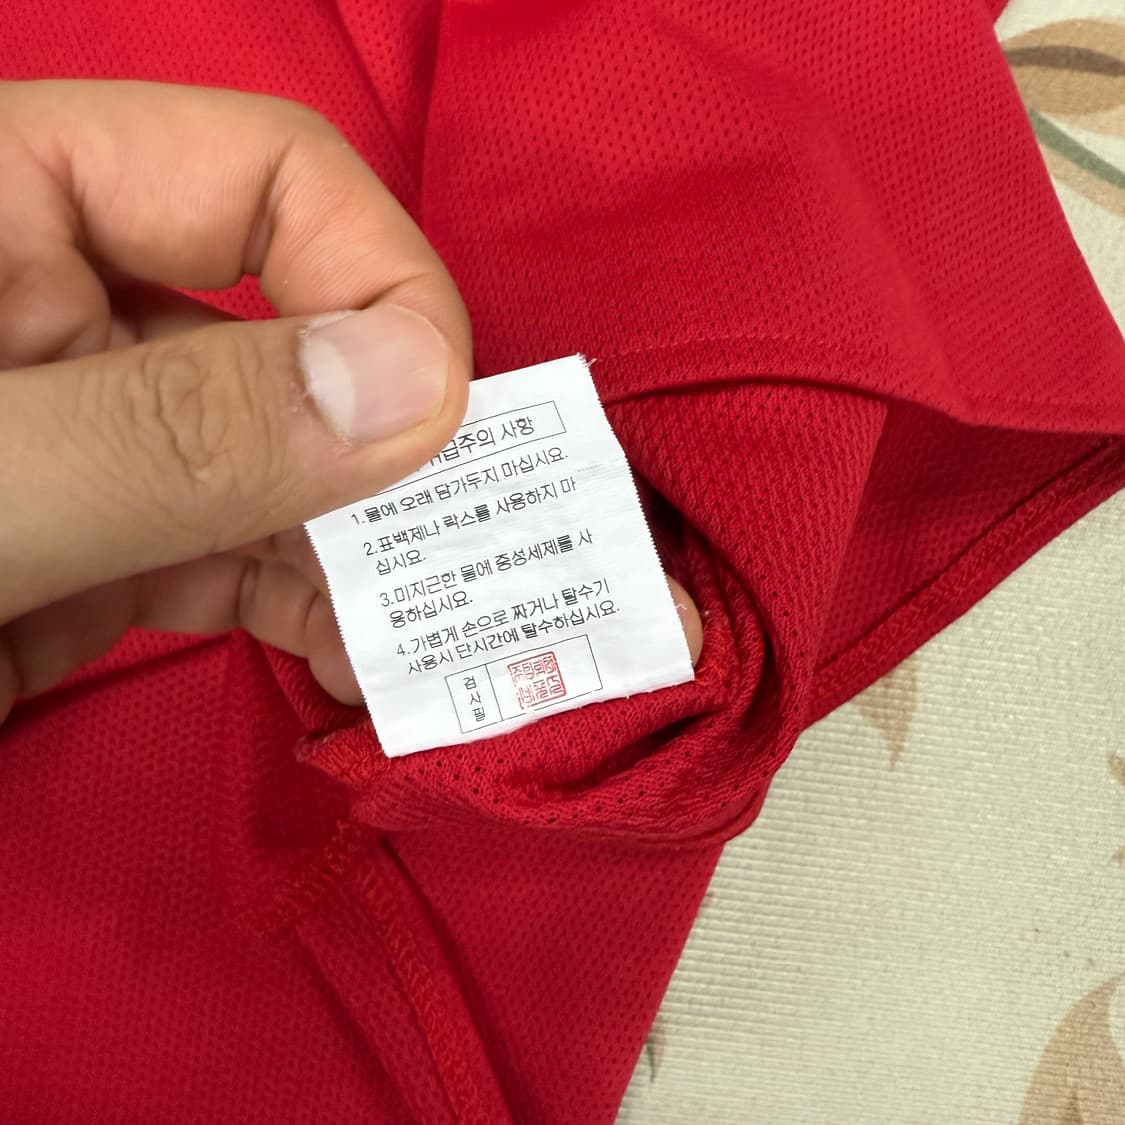 취급주의 사항
1.물에 오래 담가두지 마십시요.
2.표백제나 락스를 사용하지 마
십시요.
3.미지근한 물에 중성세제를 사
용하십시요.
4.가볍게 손으로 짜거나 탈수기
사용시 단시간에 탈수하십시요.
검
사
필